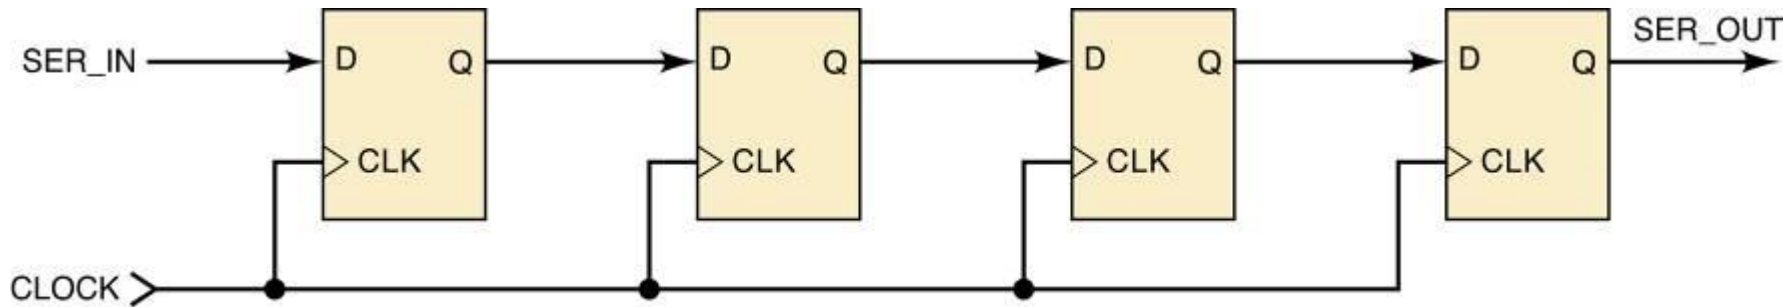 SER_OUT
SER_IN D Q D Q D Q D Q
CLK CLK CLK CLK
CLOCK